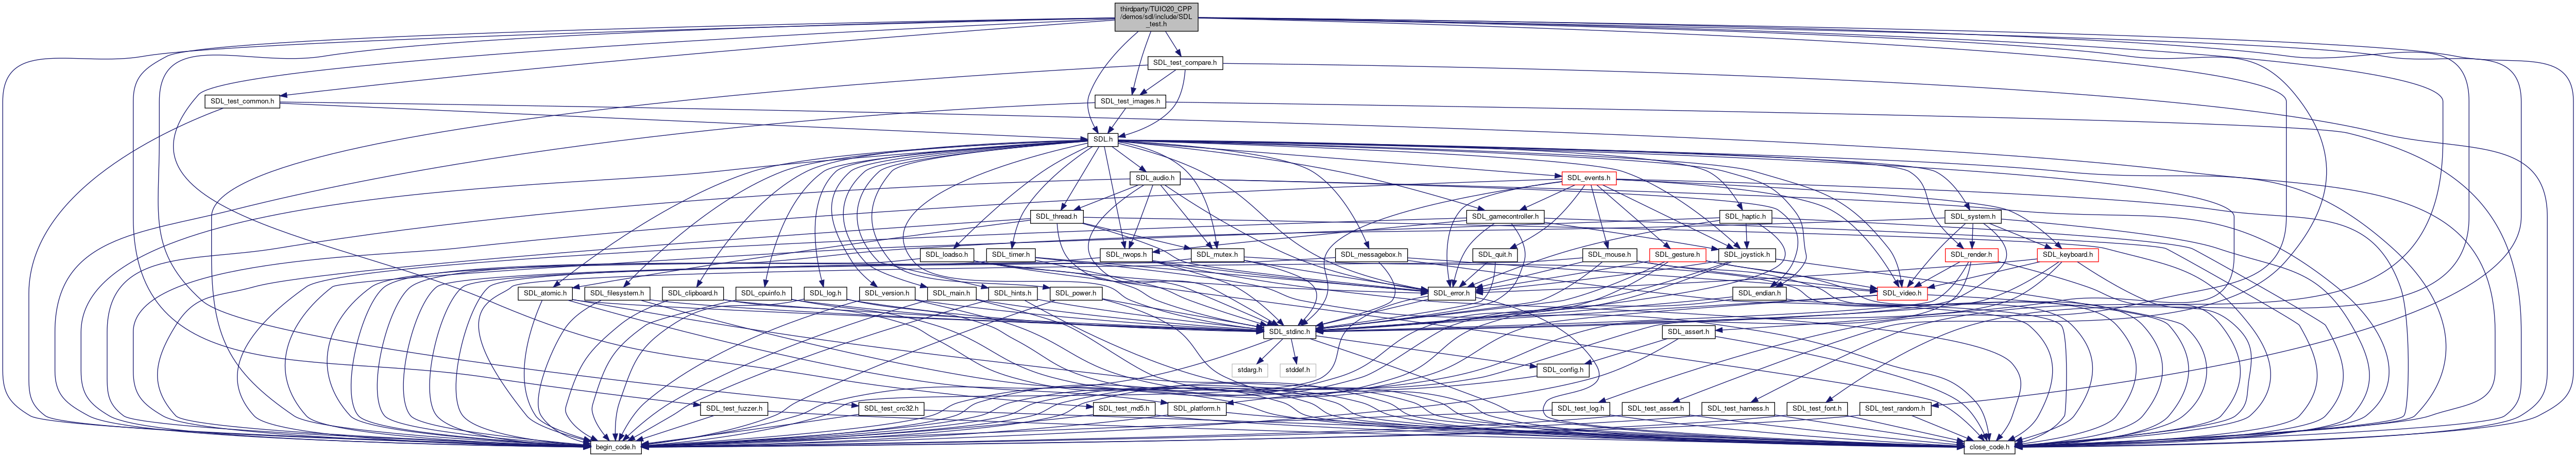 thirdparty/TUIO20_CPP
/demos/sdl/include/SDL
_test.h
SDL_test_compare.h
SDL_test_common.h
SDL_test_images.h
SDL.h
SDL_audio.h
SDL_events.h
SDL_thread.h
SDL_gamecontroller.h
SDL_haptic.h
SDL_system.h
SDL_loadso.h
SDL_timer.h
SDL_rwops.h
SDL_mutex.h
SDL_messagebox.h
SDL_quit.h
SDL_mouse.h
SDL_gesture.h
SDL_joystick.h
SDL_render.h
SDL_keyboard.h
SDL_atomic.h
SDL_filesystem.h
SDL_clipboard.h
SDL_cpuinfo.h
SDL_log.h
SDL_version.h
SDL_main.h
SDL_hints.h
SDL_power.h
SDL_error.h
SDL_endian.h
SDL_video.h
SDL_stdinc.h
SDL_assert.h
stdarg.h
stddef.h
SDL_config.h
SDL_test_fuzzer.h
SDL_test_crc32.h
SDL_test_md5.h
SDL_platform.h
SDL_test_log.h
SDL_test_assert.h
SDL_test_harness.h
SDL_test_font.h
SDL_test_random.h
begin_code.h
close_code.h